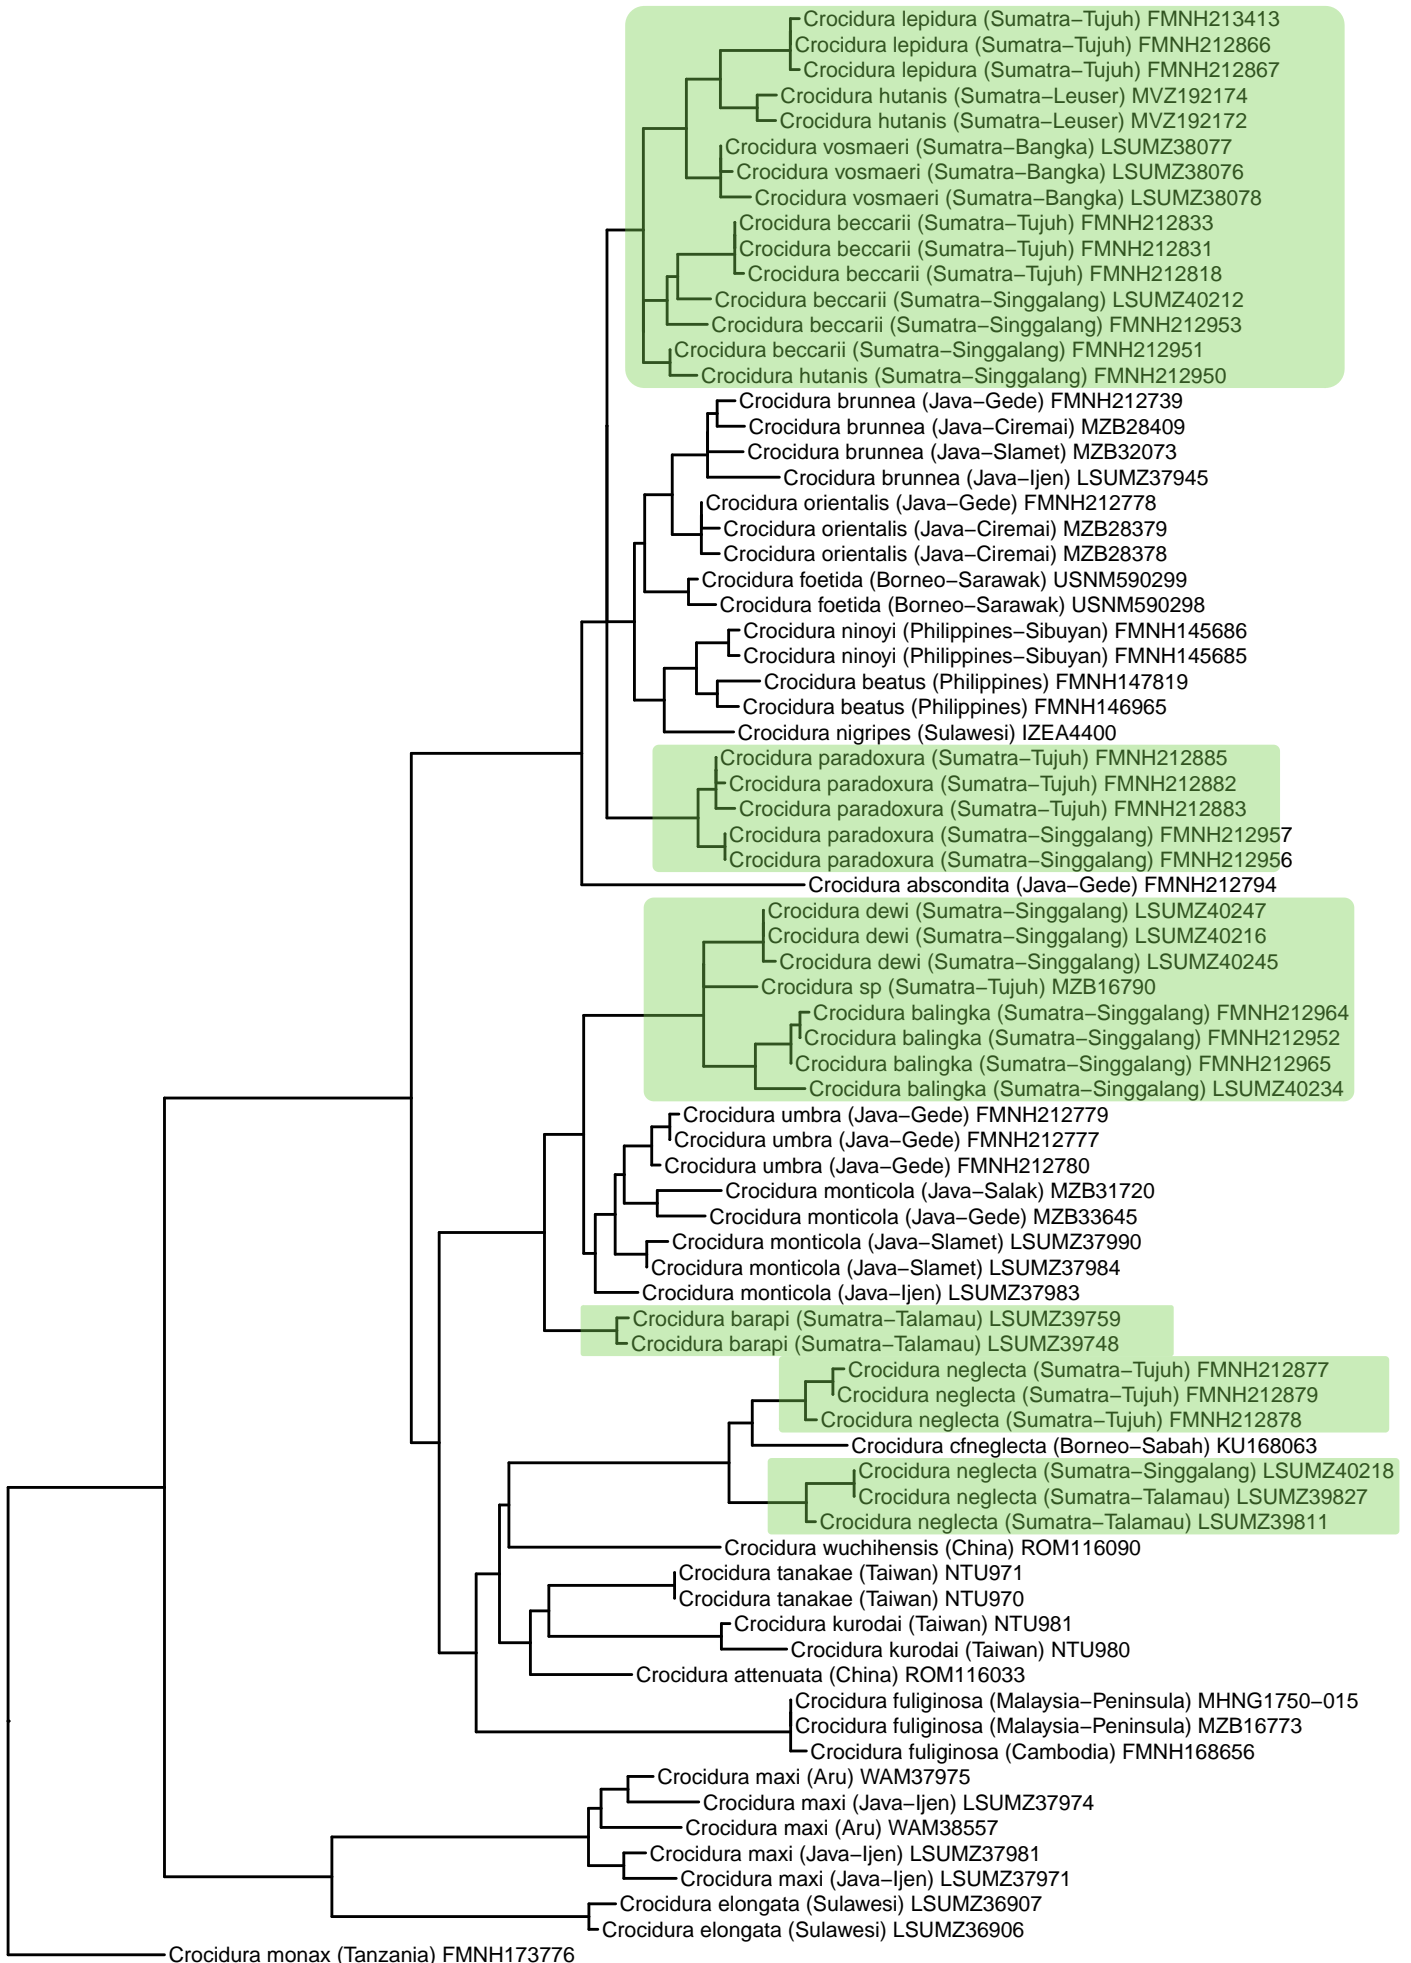 Crocidura lepidura (Sumatra−Tujuh) FMNH213413
Crocidura lepidura (Sumatra−Tujuh) FMNH212866
Crocidura lepidura (Sumatra−Tujuh) FMNH212867
Crocidura hutanis (Sumatra−Leuser) MVZ192174
Crocidura hutanis (Sumatra−Leuser) MVZ192172
Crocidura vosmaeri (Sumatra−Bangka) LSUMZ38077
Crocidura vosmaeri (Sumatra−Bangka) LSUMZ38076
Crocidura vosmaeri (Sumatra−Bangka) LSUMZ38078
Crocidura beccarii (Sumatra−Tujuh) FMNH212833
Crocidura beccarii (Sumatra−Tujuh) FMNH212831
Crocidura beccarii (Sumatra−Tujuh) FMNH212818
Crocidura beccarii (Sumatra−Singgalang) LSUMZ40212
Crocidura beccarii (Sumatra−Singgalang) FMNH212953
Crocidura beccarii (Sumatra−Singgalang) FMNH212951
Crocidura hutanis (Sumatra−Singgalang) FMNH212950
Crocidura brunnea (Java−Gede) FMNH212739
Crocidura brunnea (Java−Ciremai) MZB28409
Crocidura brunnea (Java−Slamet) MZB32073
Crocidura brunnea (Java−Ijen) LSUMZ37945
Crocidura orientalis (Java−Gede) FMNH212778
Crocidura orientalis (Java−Ciremai) MZB28379
Crocidura orientalis (Java−Ciremai) MZB28378
Crocidura foetida (Borneo−Sarawak) USNM590299
Crocidura foetida (Borneo−Sarawak) USNM590298
Crocidura ninoyi (Philippines−Sibuyan) FMNH145686
Crocidura ninoyi (Philippines−Sibuyan) FMNH145685
Crocidura beatus (Philippines) FMNH147819
Crocidura beatus (Philippines) FMNH146965
Crocidura nigripes (Sulawesi) IZEA4400
Crocidura paradoxura (Sumatra−Tujuh) FMNH212885
Crocidura paradoxura (Sumatra−Tujuh) FMNH212882
Crocidura paradoxura (Sumatra−Tujuh) FMNH212883
Crocidura paradoxura (Sumatra−Singgalang) FMNH212957
Crocidura paradoxura (Sumatra−Singgalang) FMNH212956
Crocidura abscondita (Java−Gede) FMNH212794
Crocidura dewi (Sumatra−Singgalang) LSUMZ40247
Crocidura dewi (Sumatra−Singgalang) LSUMZ40216
Crocidura dewi (Sumatra−Singgalang) LSUMZ40245
Crocidura sp (Sumatra−Tujuh) MZB16790
Crocidura balingka (Sumatra−Singgalang) FMNH212964
Crocidura balingka (Sumatra−Singgalang) FMNH212952
Crocidura balingka (Sumatra−Singgalang) FMNH212965
Crocidura balingka (Sumatra−Singgalang) LSUMZ40234
Crocidura umbra (Java−Gede) FMNH212779
Crocidura umbra (Java−Gede) FMNH212777
Crocidura umbra (Java−Gede) FMNH212780
Crocidura monticola (Java−Salak) MZB31720
Crocidura monticola (Java−Gede) MZB33645
Crocidura monticola (Java−Slamet) LSUMZ37990
Crocidura monticola (Java−Slamet) LSUMZ37984
Crocidura monticola (Java−Ijen) LSUMZ37983
Crocidura barapi (Sumatra−Talamau) LSUMZ39759
Crocidura barapi (Sumatra−Talamau) LSUMZ39748
Crocidura neglecta (Sumatra−Tujuh) FMNH212877
Crocidura neglecta (Sumatra−Tujuh) FMNH212879
Crocidura neglecta (Sumatra−Tujuh) FMNH212878
Crocidura cfneglecta (Borneo−Sabah) KU168063
Crocidura neglecta (Sumatra−Singgalang) LSUMZ40218
Crocidura neglecta (Sumatra−Talamau) LSUMZ39827
Crocidura neglecta (Sumatra−Talamau) LSUMZ39811
Crocidura wuchihensis (China) ROM116090
Crocidura tanakae (Taiwan) NTU971
Crocidura tanakae (Taiwan) NTU970
Crocidura kurodai (Taiwan) NTU981
Crocidura kurodai (Taiwan) NTU980
Crocidura attenuata (China) ROM116033
Crocidura fuliginosa (Malaysia−Peninsula) MHNG1750−015
Crocidura fuliginosa (Malaysia−Peninsula) MZB16773
Crocidura fuliginosa (Cambodia) FMNH168656
Crocidura maxi (Aru) WAM37975
Crocidura maxi (Java−Ijen) LSUMZ37974
Crocidura maxi (Aru) WAM38557
Crocidura maxi (Java−Ijen) LSUMZ37981
Crocidura maxi (Java−Ijen) LSUMZ37971
Crocidura elongata (Sulawesi) LSUMZ36907
Crocidura elongata (Sulawesi) LSUMZ36906
Crocidura monax (Tanzania) FMNH173776